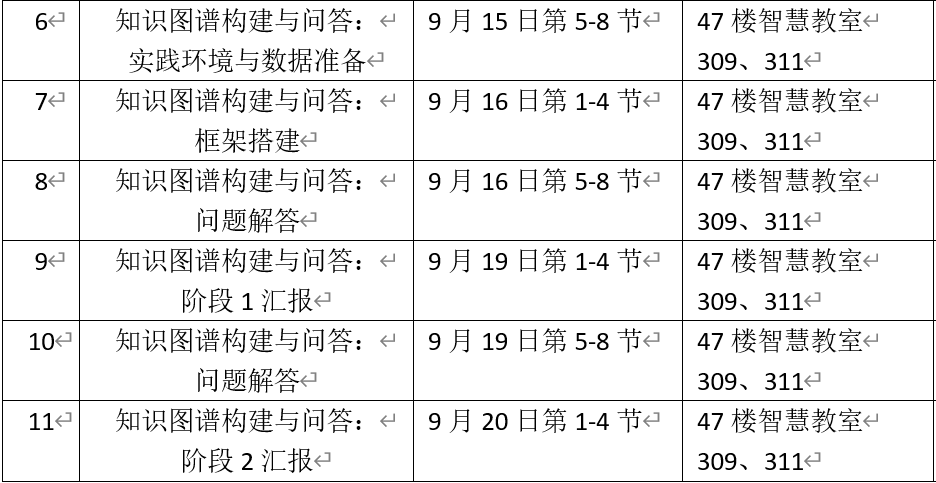 6 知识图谱构建与问答： 9 月 15 日第 5-8 节 47 楼智慧教室
实践环境与数据准备 309、311
7 知识图谱构建与问答： 9 月 16 日第 1-4 节 47 楼智慧教室
框架搭建 309、311
8 知识图谱构建与问答： 9 月 16 日第 5-8 节 47 楼智慧教室
问题解答 309、311
9 知识图谱构建与问答： 9 月 19 日第 1-4 节 47 楼智慧教室
阶段 1 汇报 309、311
10 知识图谱构建与问答： 9 月 19 日第 5-8 节 47 楼智慧教室
问题解答 309、311
11 知识图谱构建与问答： 9 月 20 日第 1-4 节 47 楼智慧教室
阶段 2 汇报 309、311